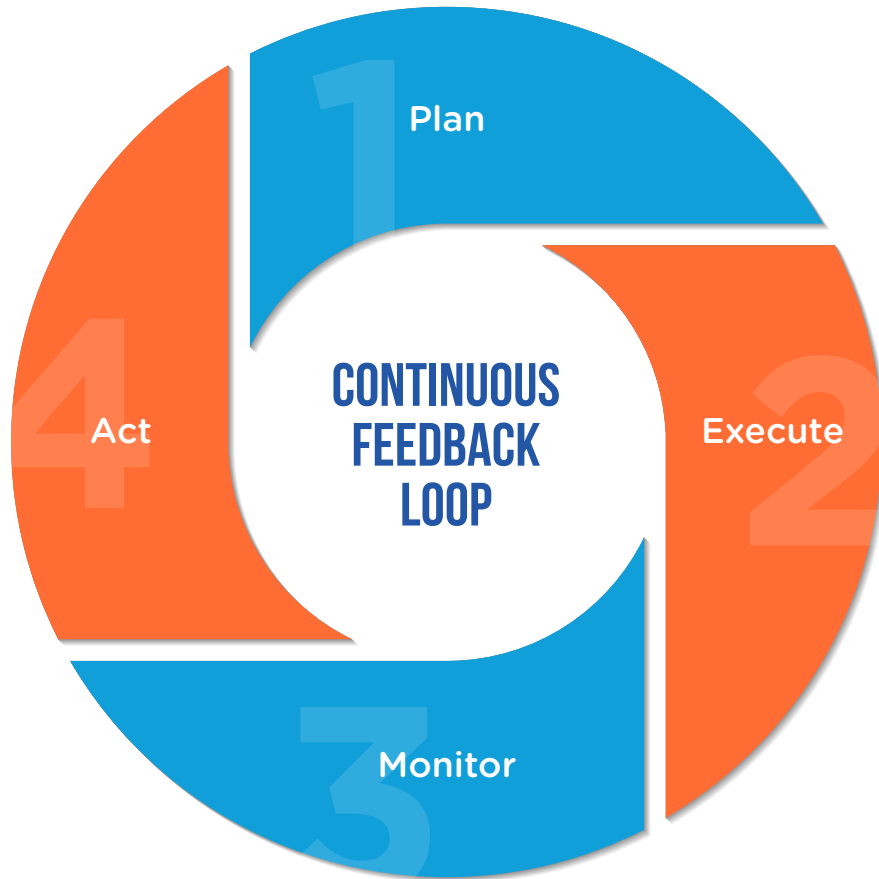 1
Plan
2
Execute
3
Monitor
4
Act
CONTINUOUS
FEEDBACK
LOOP